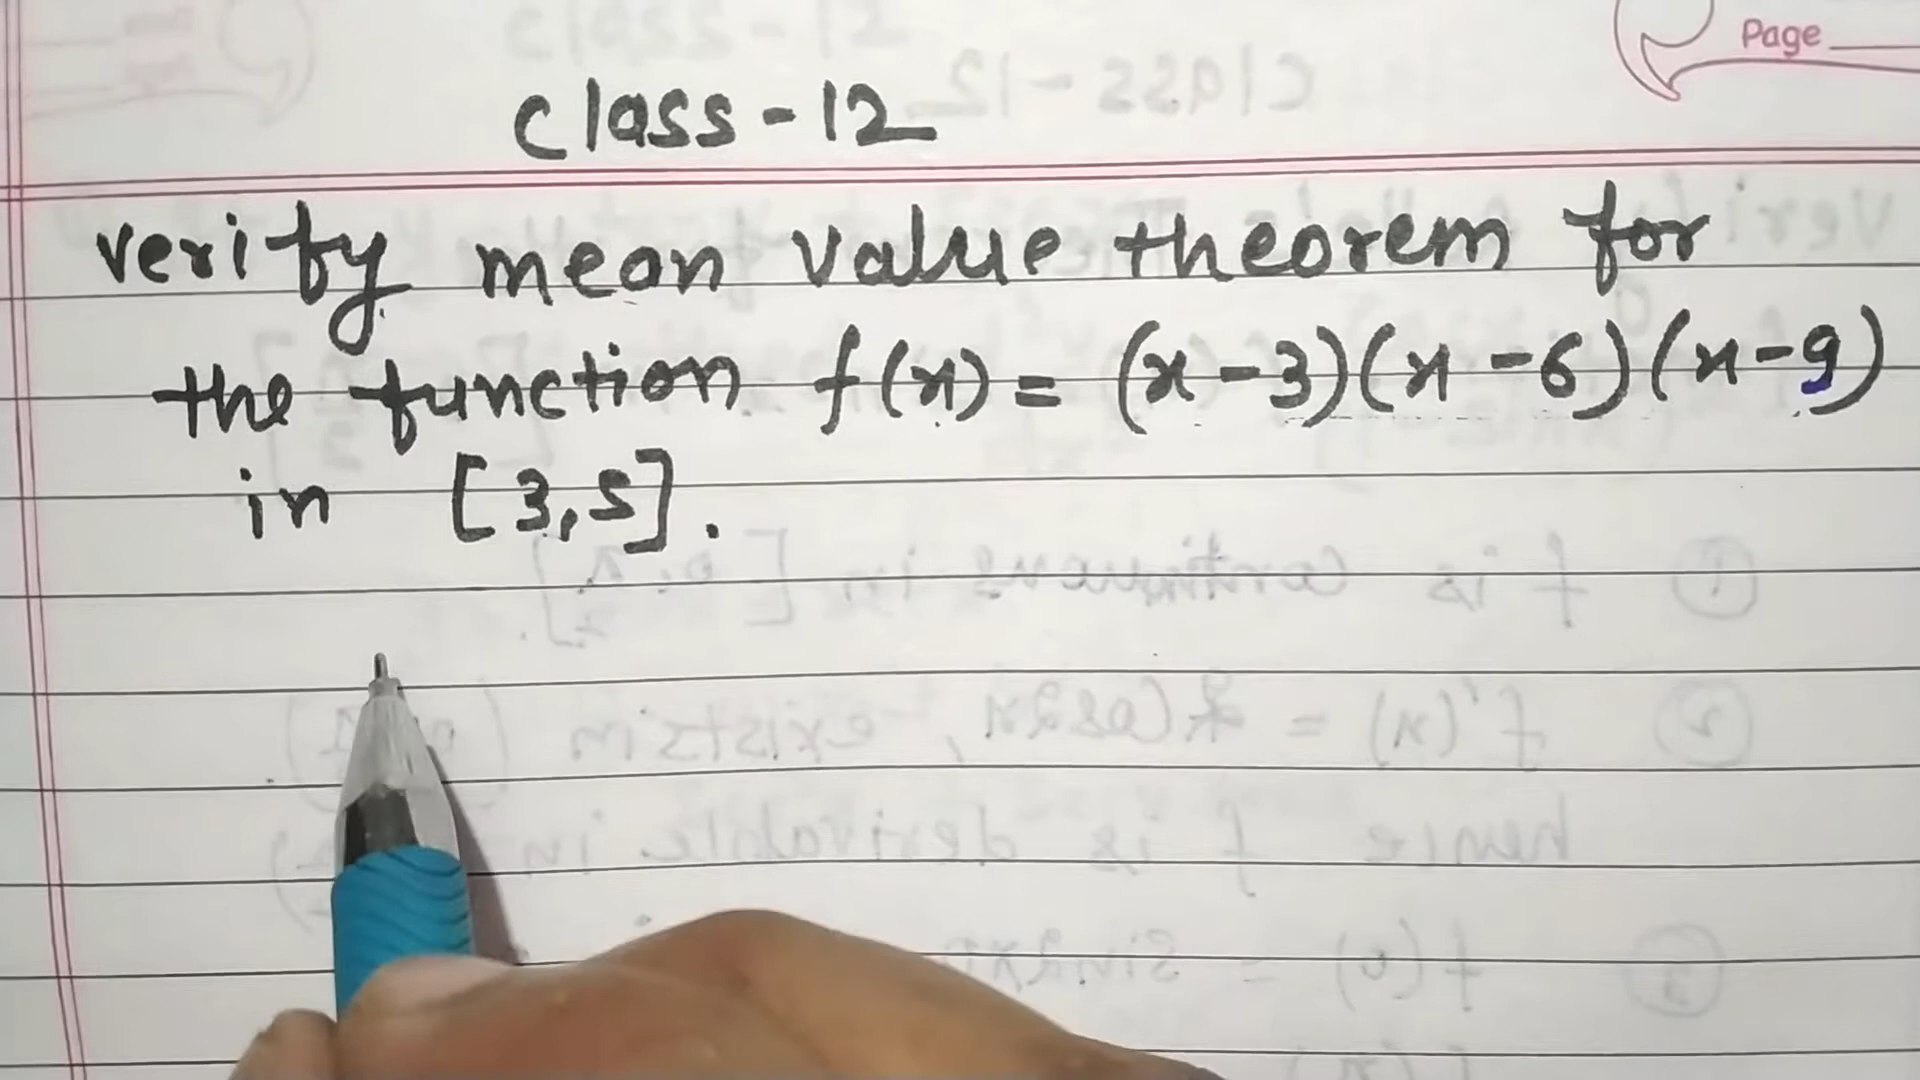 Page
Class-12
Verify mean value theorem for
the function f(x) = (x-3)(x-6)(x-9)
in [3,5].